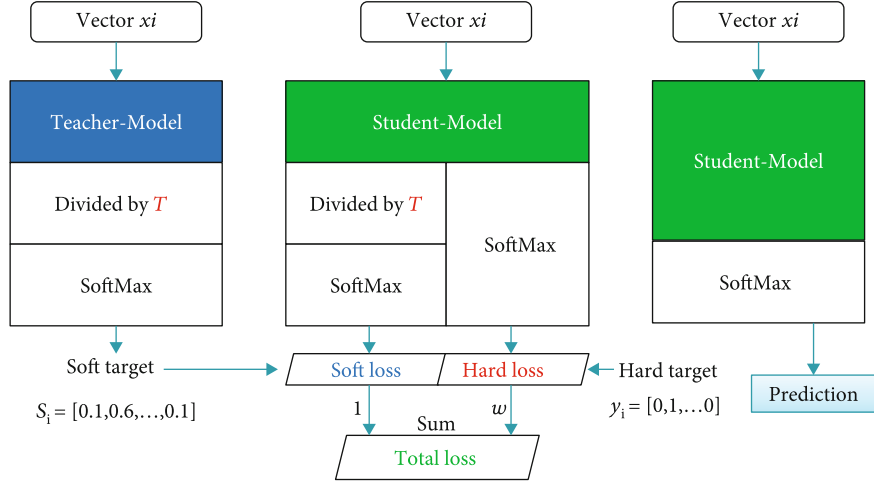 Vector xi
Vector xi
Vector xi
Teacher-Model
Student-Model
Student-Model
Divided by T
Divided by T
SoftMax
SoftMax
SoftMax
SoftMax
Soft target
Soft loss
Hard loss
Hard target
Prediction
Si = [0.1,0.6,…,0.1]
1
w
yi = [0,1,…0]
Sum
Total loss